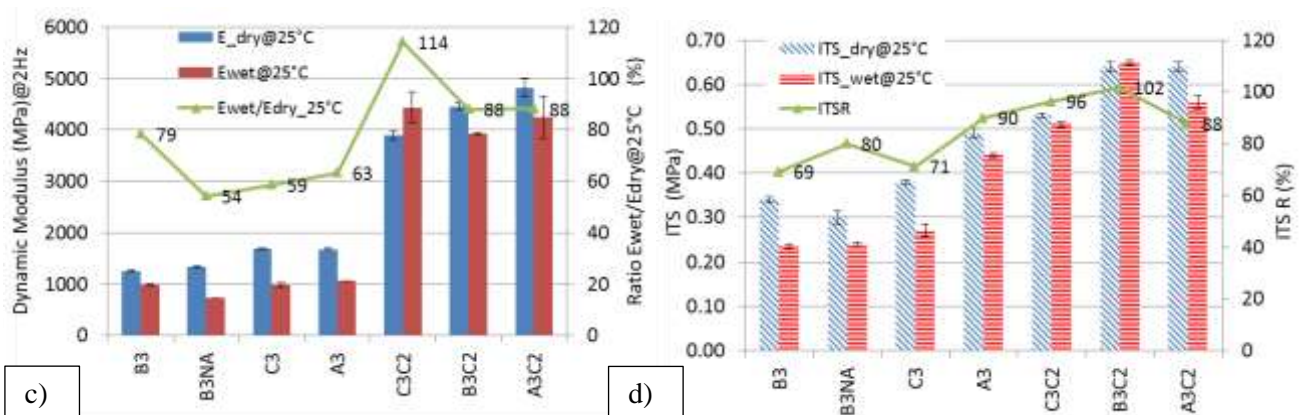 6000
5000
4000
3000
2000
1000
0
Dynamic Modulus (MPa)@2Hz
E_dry@25°C
Ewet@25°C
Ewet/Edry_25°C
79
54
59
63
114
88
88
120
100
80
60
40
20
0
Ratio Ewet/Edry@25°C (%)
B3
B3NA
C3
A3
C3C2
B3C2
A3C2
c)
0.70
0.60
0.50
0.40
0.30
0.20
0.10
0.00
ITS (MPa)
ITS_dry@25°C
ITS_wet@25°C
ITSR
69
80
71
90
96
102
88
120
100
80
60
40
20
0
ITS R (%)
B3
B3NA
C3
A3
C3C2
B3C2
A3C2
d)